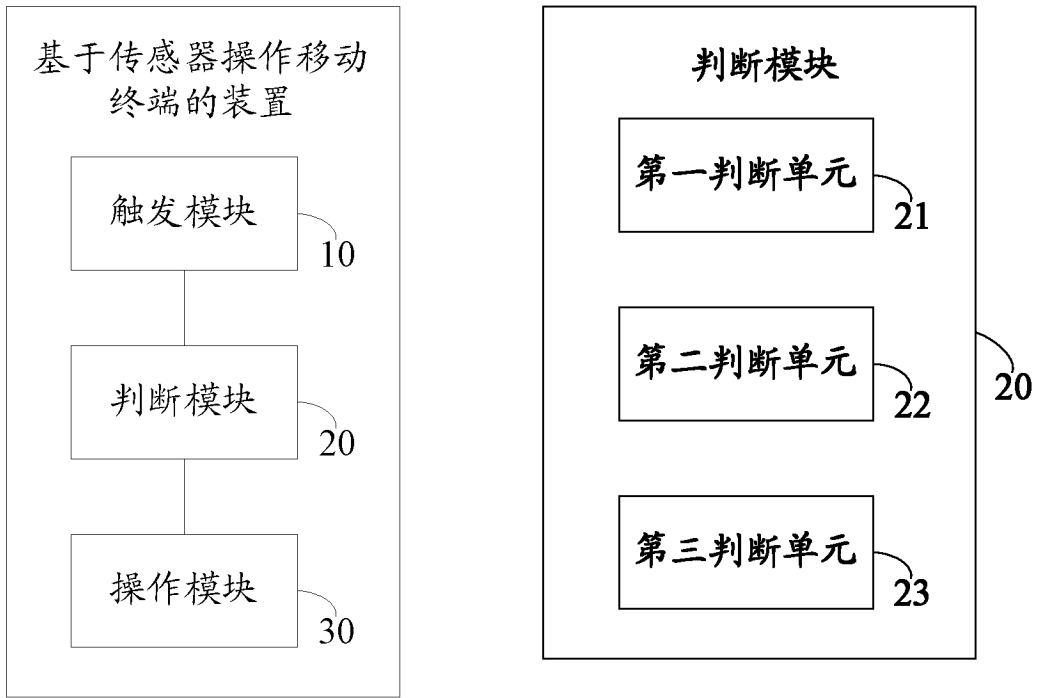 基于传感器操作移动
终端的装置
触发模块
10
判断模块
20
操作模块
30
判断模块
第一判断单元
21
第二判断单元
22
20
第三判断单元
23